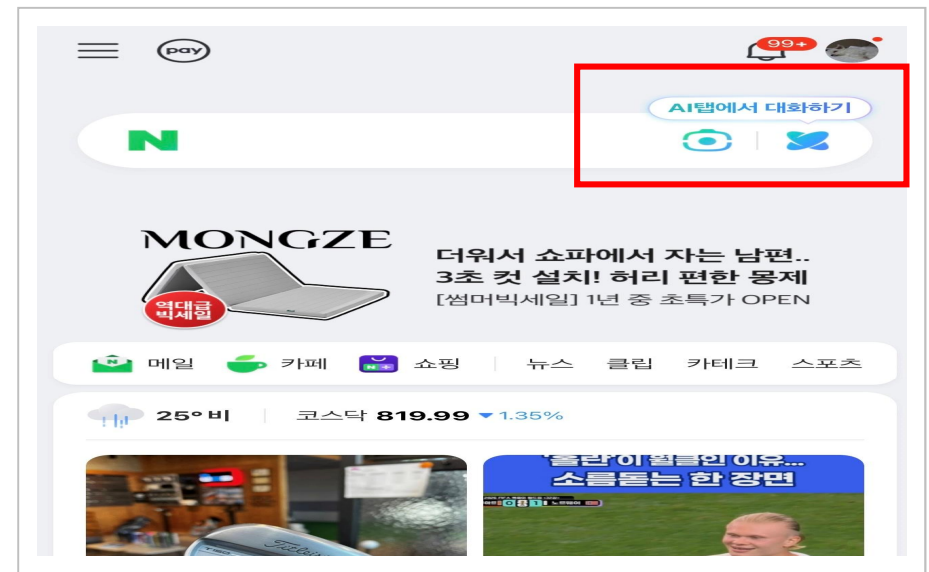 pay
99+
AI탭에서 대화하기
N
MONGZE
더워서 쇼파에서 자는 남편..
3초 컷 설치! 허리 편한 몽제
[썸머빅세일] 1년 중 초특가 OPEN
역대급
빅세일
메일 카페 N+ 쇼핑 뉴스 클립 카테크 스포츠
25° 비 코스닥 819.99 ▼1.35%
소름돋는 한 장면
Titleist